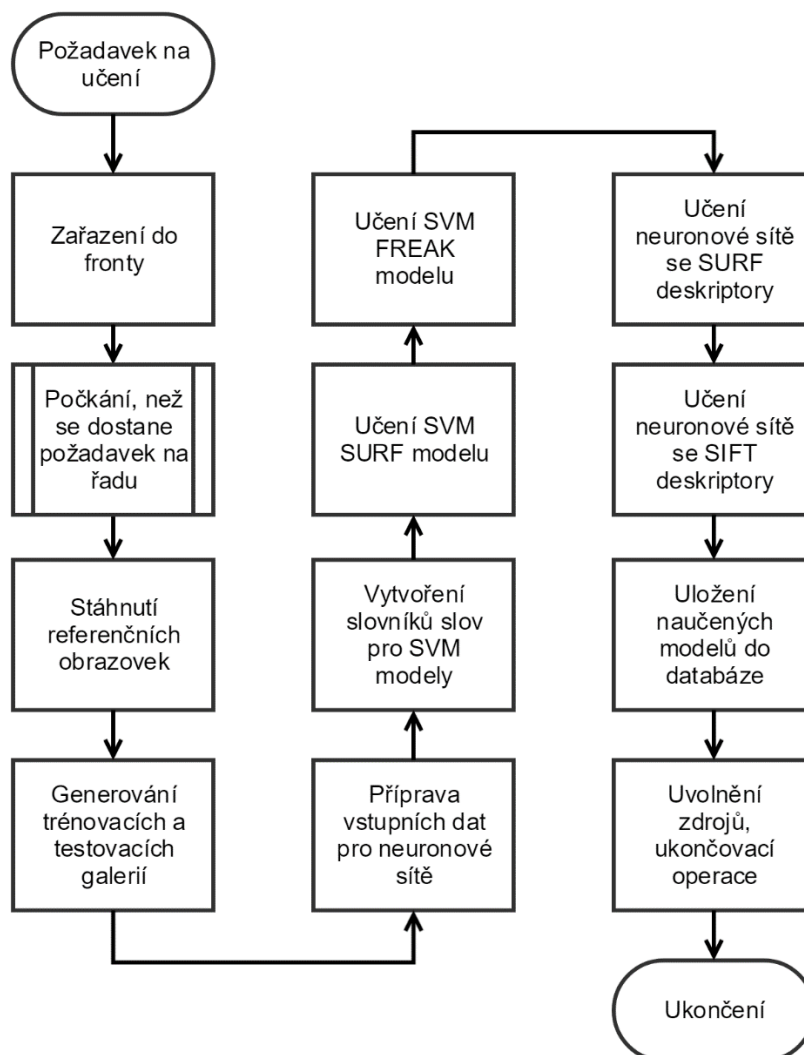 Požadavek na
učení
Zařazení do
fronty
Počkání, než
se dostane
požadavek na
řadu
Stáhnutí
referenčních
obrazovek
Generování
trénovacích a
testovacích
galerií
Příprava
vstupních dat
pro neuronové
sítě
Vytvoření
slovníků slov
pro SVM
modely
Učení SVM
SURF modelu
Učení SVM
FREAK
modelu
Učení
neuronové sítě
se SURF
deskriptory
Učení
neuronové sítě
se SIFT
deskriptory
Uložení
naučených
modelů do
databáze
Uvolnění
zdrojů,
ukončovací
operace
Ukončení